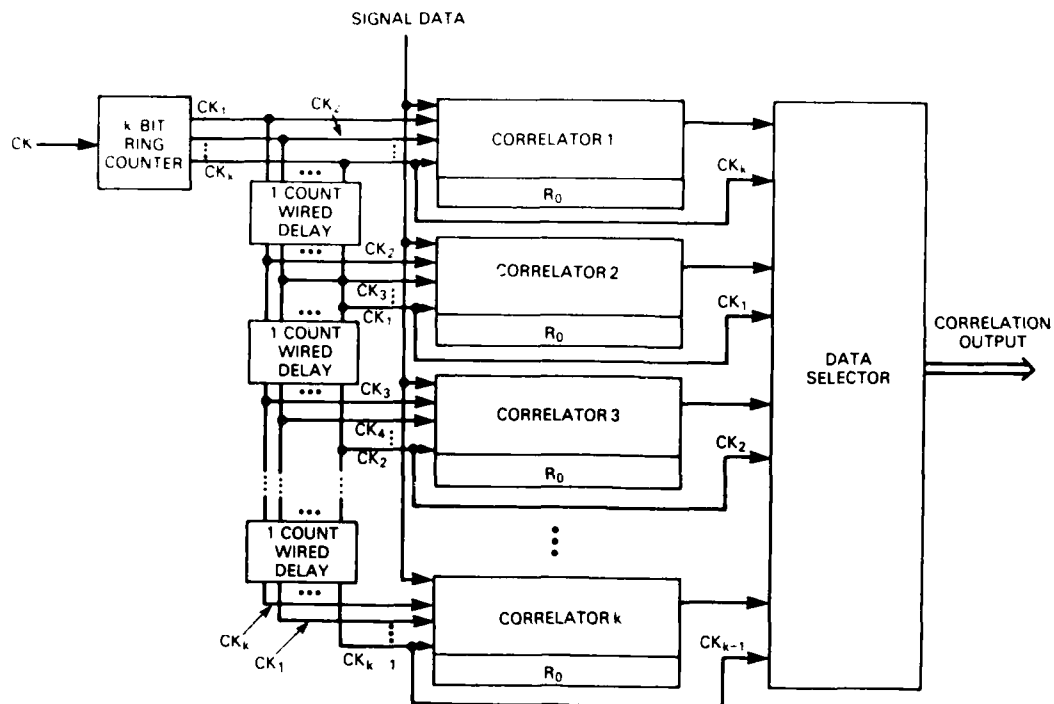 SIGNAL DATA
CK
k BIT
RING
COUNTER
CK₁
CK₂
CKₖ
CORRELATOR 1
R₀
CKₖ
1 COUNT
WIRED
DELAY
CK₂
CK₃
CK₁
CORRELATOR 2
R₀
CK₁
1 COUNT
WIRED
DELAY
CK₃
CK₄
CK₂
CORRELATOR 3
R₀
CK₂
DATA
SELECTOR
CORRELATION
OUTPUT
1 COUNT
WIRED
DELAY
CKₖ
CK₁
CKₖ₋₁
CORRELATOR k
R₀
CKₖ₋₁